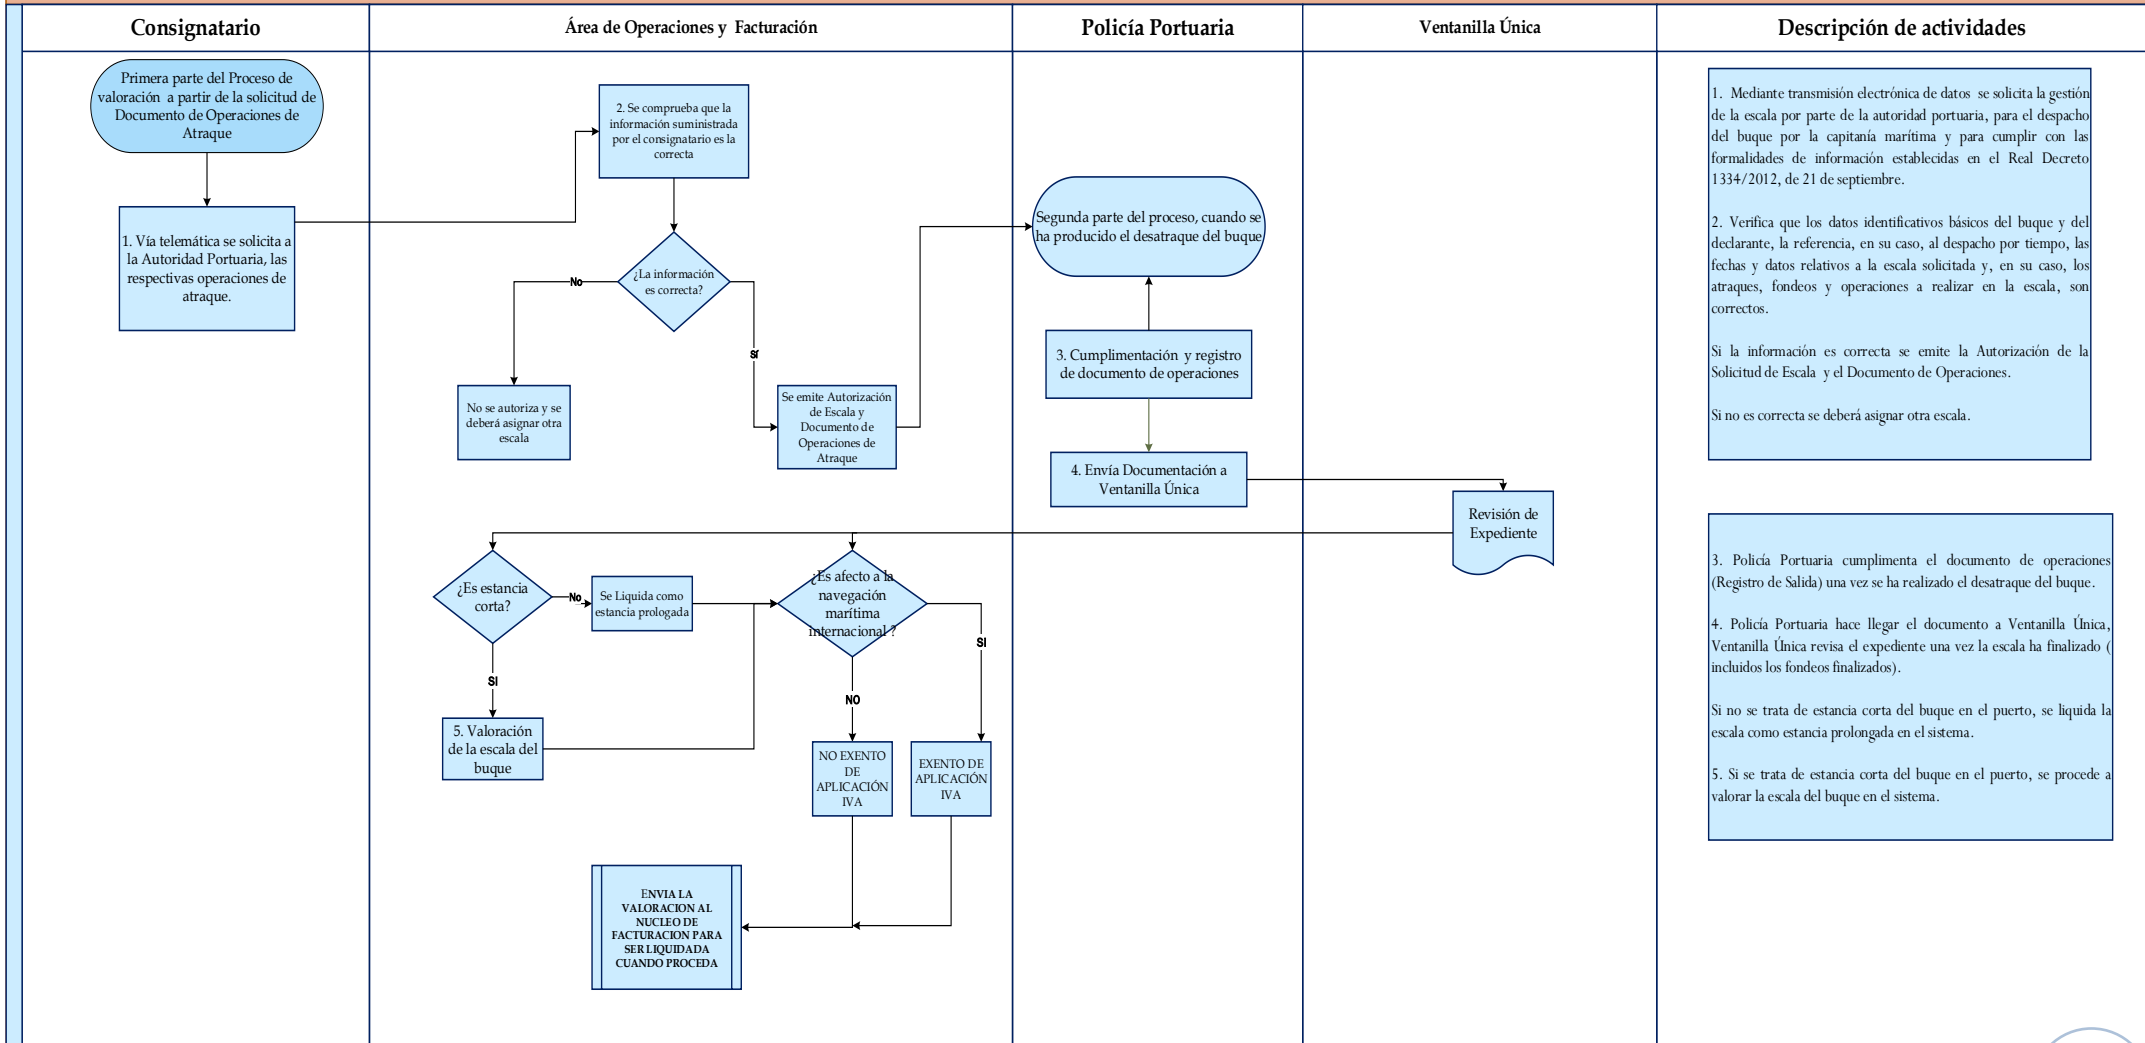 Consignatario
Área de Operaciones y Facturación
Policía Portuaria
Ventanilla Única
Descripción de actividades
Primera parte del Proceso de
valoración a partir de la solicitud de
Documento de Operaciones de
Atraque
1. Vía telemática se solicita a
la Autoridad Portuaria, las
respectivas operaciones de
atraque.
2. Se comprueba que la
información suministrada
por el consignatario es la
correcta
¿La información
es correcta?
No
sí
No se autoriza y se
deberá asignar otra
escala
Se emite Autorización
de Escala y
Documento de
Operaciones de
Atraque
Segunda parte del proceso, cuando se
ha producido el desatraque del buque
3. Cumplimentación y registro
de documento de operaciones
4. Envía Documentación a
Ventanilla Única
Revisión de
Expediente
¿Es estancia
corta?
No
Se Liquida como
estancia prologada
SI
5. Valoración
de la escala del
buque
¿Es afecto a la
navegación
marítima
internacional ?
SI
NO
NO EXENTO
DE
APLICACIÓN
IVA
EXENTO DE
APLICACIÓN
IVA
ENVIA LA
VALORACION AL
NUCLEO DE
FACTURACION PARA
SER LIQUIDADA
CUANDO PROCEDA
1. Mediante transmisión electrónica de datos se solicita la gestión
de la escala por parte de la autoridad portuaria, para el despacho
del buque por la capitanía marítima y para cumplir con las
formalidades de información establecidas en el Real Decreto
1334/2012, de 21 de septiembre.
2. Verifica que los datos identificativos básicos del buque y del
declarante, la referencia, en su caso, al despacho por tiempo, las
fechas y datos relativos a la escala solicitada y, en su caso, los
atraques, fondeos y operaciones a realizar en la escala, son
correctos.
Si la información es correcta se emite la Autorización de la
Solicitud de Escala y el Documento de Operaciones.
Si no es correcta se deberá asignar otra escala.
3. Policía Portuaria cumplimenta el documento de operaciones
(Registro de Salida) una vez se ha realizado el desatraque del buque.
4. Policía Portuaria hace llegar el documento a Ventanilla Única,
Ventanilla Única revisa el expediente una vez la escala ha finalizado (
incluidos los fondeos finalizados).
Si no se trata de estancia corta del buque en el puerto, se liquida la
escala como estancia prolongada en el sistema.
5. Si se trata de estancia corta del buque en el puerto, se procede a
valorar la escala del buque en el sistema.